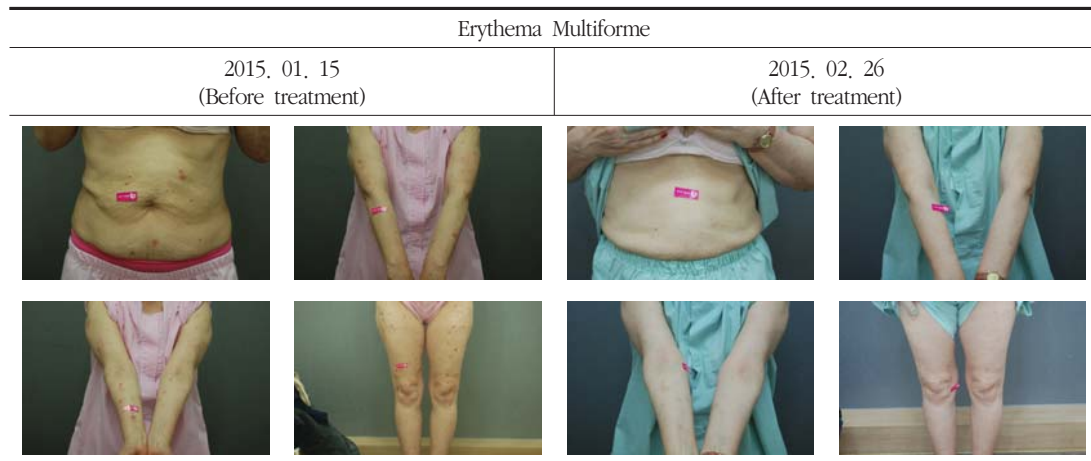 Erythema Multiforme
2015. 01. 15
(Before treatment)
2015. 02. 26
(After treatment)